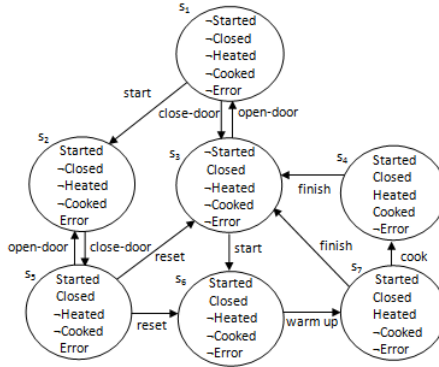 s1
¬Started
¬Closed
¬Heated
¬Cooked
¬Error
start
close-door
open-door
s2
Started
¬Closed
¬Heated
¬Cooked
Error
s3
¬Started
Closed
¬Heated
¬Cooked
¬Error
s4
Started
Closed
Heated
Cooked
¬Error
finish
open-door
close-door
reset
start
finish
cook
s5
Started
Closed
¬Heated
¬Cooked
Error
reset
s6
Started
Closed
¬Heated
¬Cooked
¬Error
warm up
s7
Started
Closed
Heated
¬Cooked
¬Error